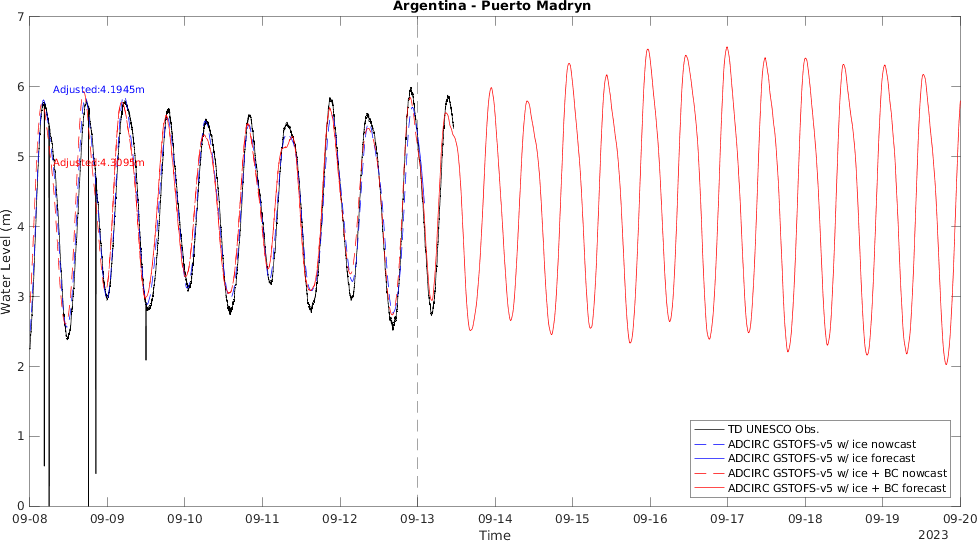 Argentina - Puerto Madryn
7
6
5
4
3
2
1
0
Water Level (m)
Adjusted:4.1945m
Adjusted:4.3095m
TD UNESCO Obs.
ADCIRC GSTOFS-v5 w/ ice nowcast
ADCIRC GSTOFS-v5 w/ ice forecast
ADCIRC GSTOFS-v5 w/ ice + BC nowcast
ADCIRC GSTOFS-v5 w/ ice + BC forecast
09-08 09-09 09-10 09-11 09-12 09-13 09-14 09-15 09-16 09-17 09-18 09-19 09-20
Time
2023